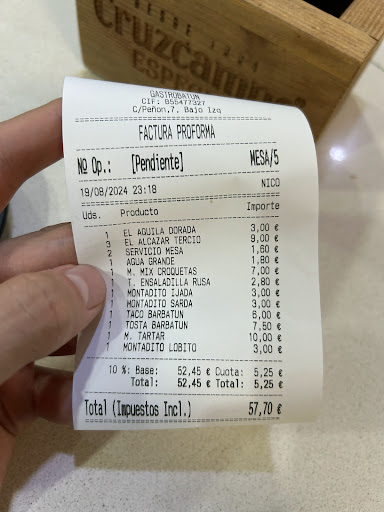 DESDE 1904
Cruzcampo
ESP
GASTROBATUN
CIF: B55477327
C/Peñon,7, Bajo Izq
FACTURA PROFORMA
Nº Op.: [Pendiente] MESA/5
19/08/2024 23:18 NICO
Uds. Producto Importe
1 EL AGUILA DORADA 3,00 €
3 EL ALCAZAR TERCIO 9,00 €
2 SERVICIO MESA 1,60 €
1 AGUA GRANDE 1,80 €
1 M. MIX CROQUETAS 7,00 €
1 T. ENSALADILLA RUSA 2,80 €
1 MONTADITO IJADA 3,00 €
1 MONTADITO SARDA 3,00 €
1 TACO BARBATUN 6,00 €
1 TOSTA BARBATUN 7,50 €
1 M. TARTAR 10,00 €
1 MONTADITO LOBITO 3,00 €
10 %: Base: 52,45 € Cuota: 5,25 €
Total: 52,45 € Total: 5,25 €
Total (Impuestos Incl.) 57,70 €